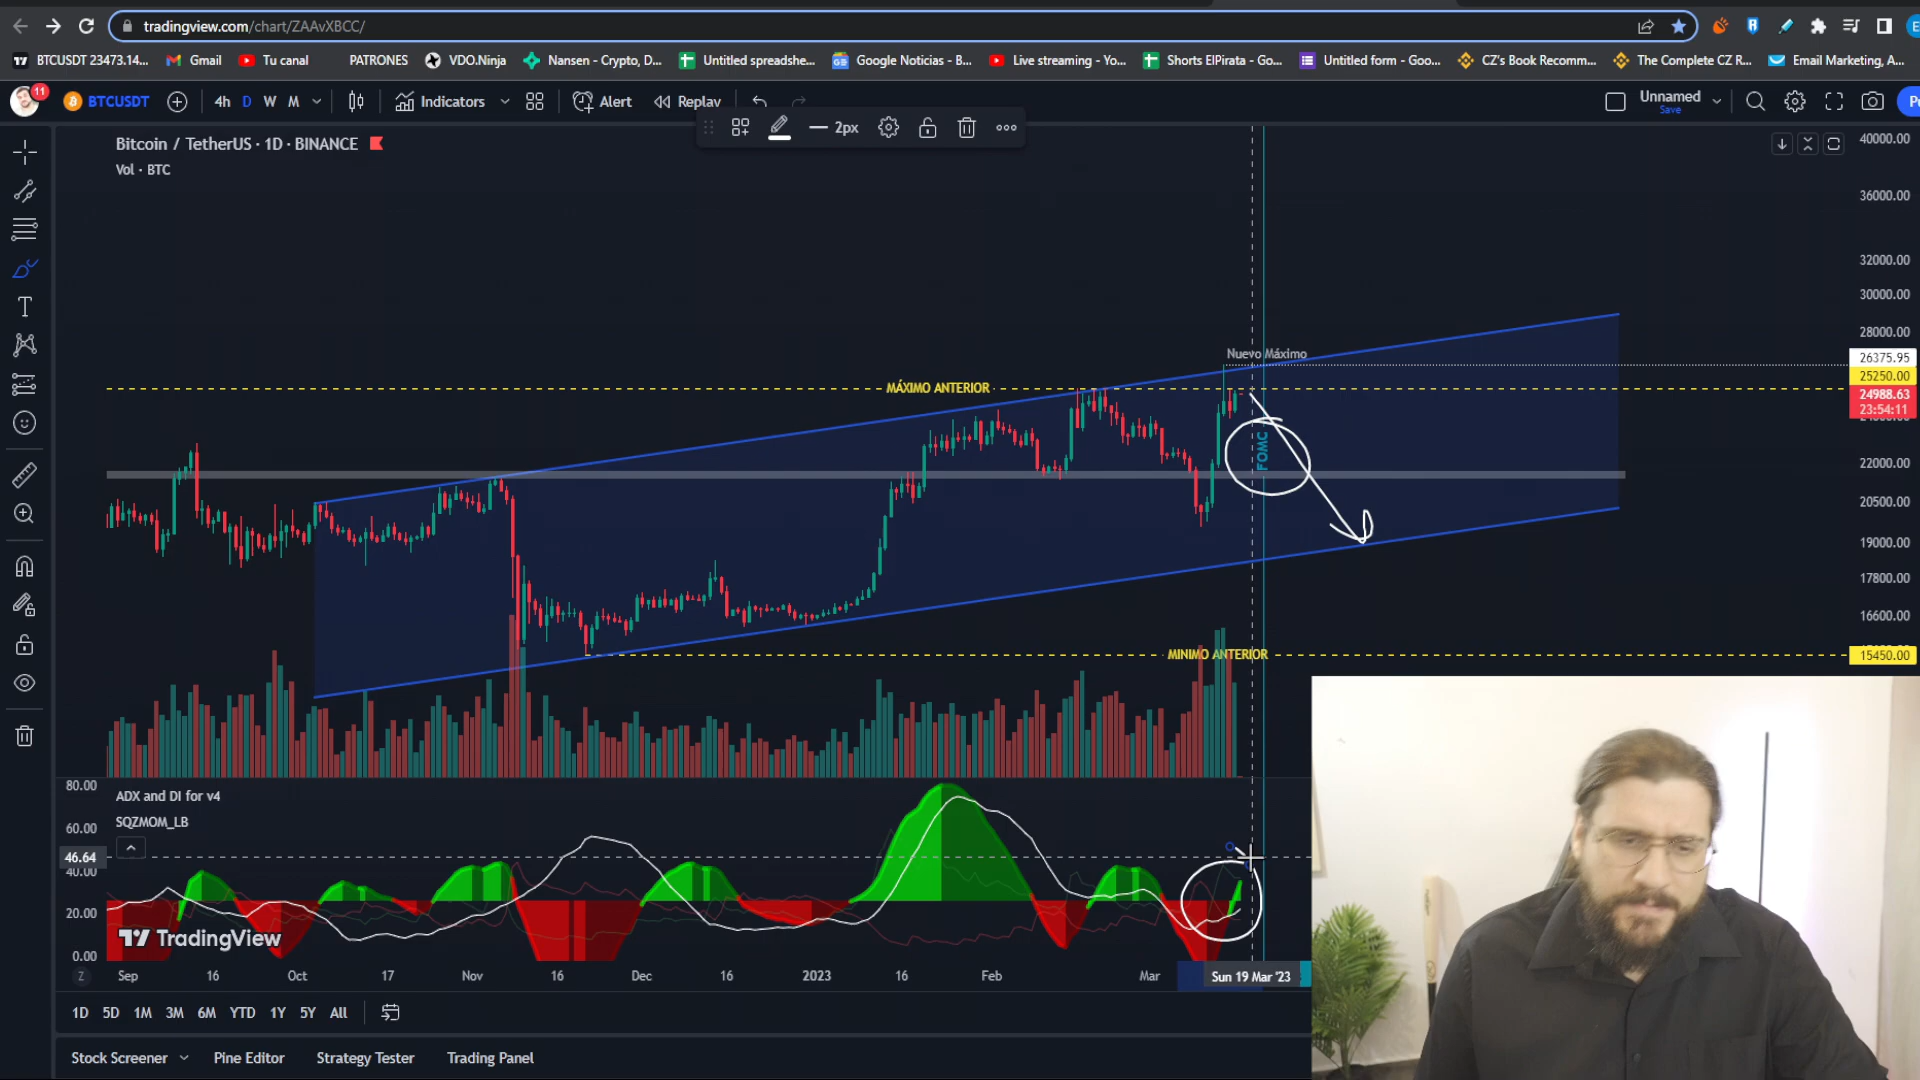 tradingview.com/chart/ZAAvXBCC/
BTCUSDT 23473.14... Gmail Tu canal PATRONES VDO.Ninja Nansen - Crypto, D... Untitled spreadshe... Google Noticias - B... Live streaming - Yo... Shorts ElPirata - Go... Untitled form - Goo... CZ's Book Recomm... The Complete CZ R... Email Marketing, A...
11
BTCUSDT 4h D W M Indicators Alert Replay Unnamed
Save
2px
Bitcoin / TetherUS · 1D · BINANCE
Vol · BTC
40000.00
36000.00
32000.00
30000.00
28000.00
Nuevo Máximo
26375.95
25250.00
MÁXIMO ANTERIOR
24988.63
23:54:11
FOMC
22000.00
20500.00
19000.00
17800.00
16600.00
MINIMO ANTERIOR
15450.00
80.00
ADX and DI for v4
SQZMOM_LB
60.00
46.64
40.00
20.00
0.00
TradingView
Z Sep 16 Oct 17 Nov 16 Dec 16 2023 16 Feb Mar Sun 19 Mar '23
1D 5D 1M 3M 6M YTD 1Y 5Y All
Stock Screener Pine Editor Strategy Tester Trading Panel